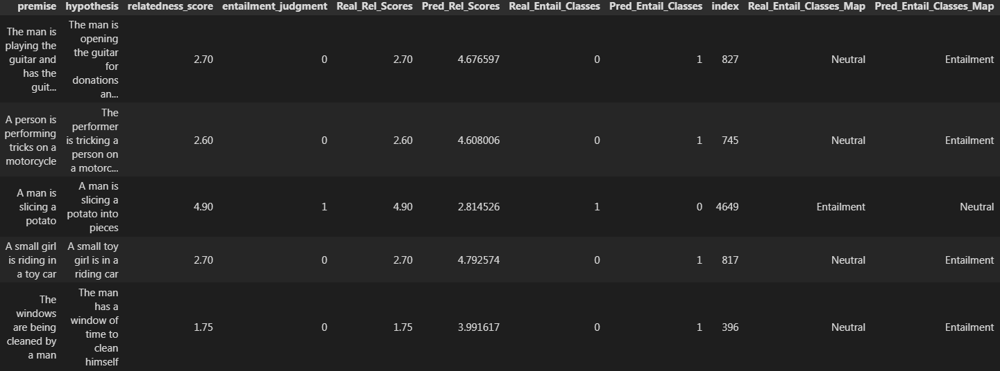 premise hypothesis relatedness_score entailment_judgment Real_Rel_Scores Pred_Rel_Scores Real_Entail_Classes Pred_Entail_Classes index Real_Entail_Classes_Map Pred_Entail_Classes_Map
The man is
playing the
guitar and
has the
guit...
The man is
opening
the guitar
for
donations
an...
2.70 0 2.70 4.676597 0 1 827 Neutral Entailment
A person is
performing
tricks on a
motorcycle
The
performer
is tricking a
person on
a motorc...
2.60 0 2.60 4.608006 0 1 745 Neutral Entailment
A man is
slicing a
potato
A man is
slicing a
potato into
pieces
4.90 1 4.90 2.814526 1 0 4649 Entailment Neutral
A small girl
is riding in
a toy car
A small toy
girl is in a
riding car
2.70 0 2.70 4.792574 0 1 817 Neutral Entailment
The
windows
are being
cleaned by
a man
The man
has a
window of
time to
clean
himself
1.75 0 1.75 3.991617 0 1 396 Neutral Entailment